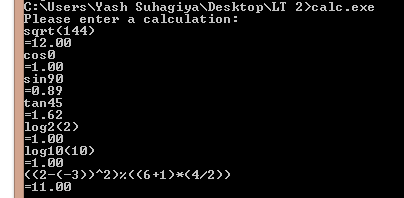 C:\Users\Yash Suhagiya\Desktop\LT 2>calc.exe
Please enter a calculation:
sqrt(144)
=12.00
cos0
=1.00
sin90
=0.89
tan45
=1.62
log2(2)
=1.00
log10(10)
=1.00
((2-(-3))^2)%((6+1)*(4/2))
=11.00